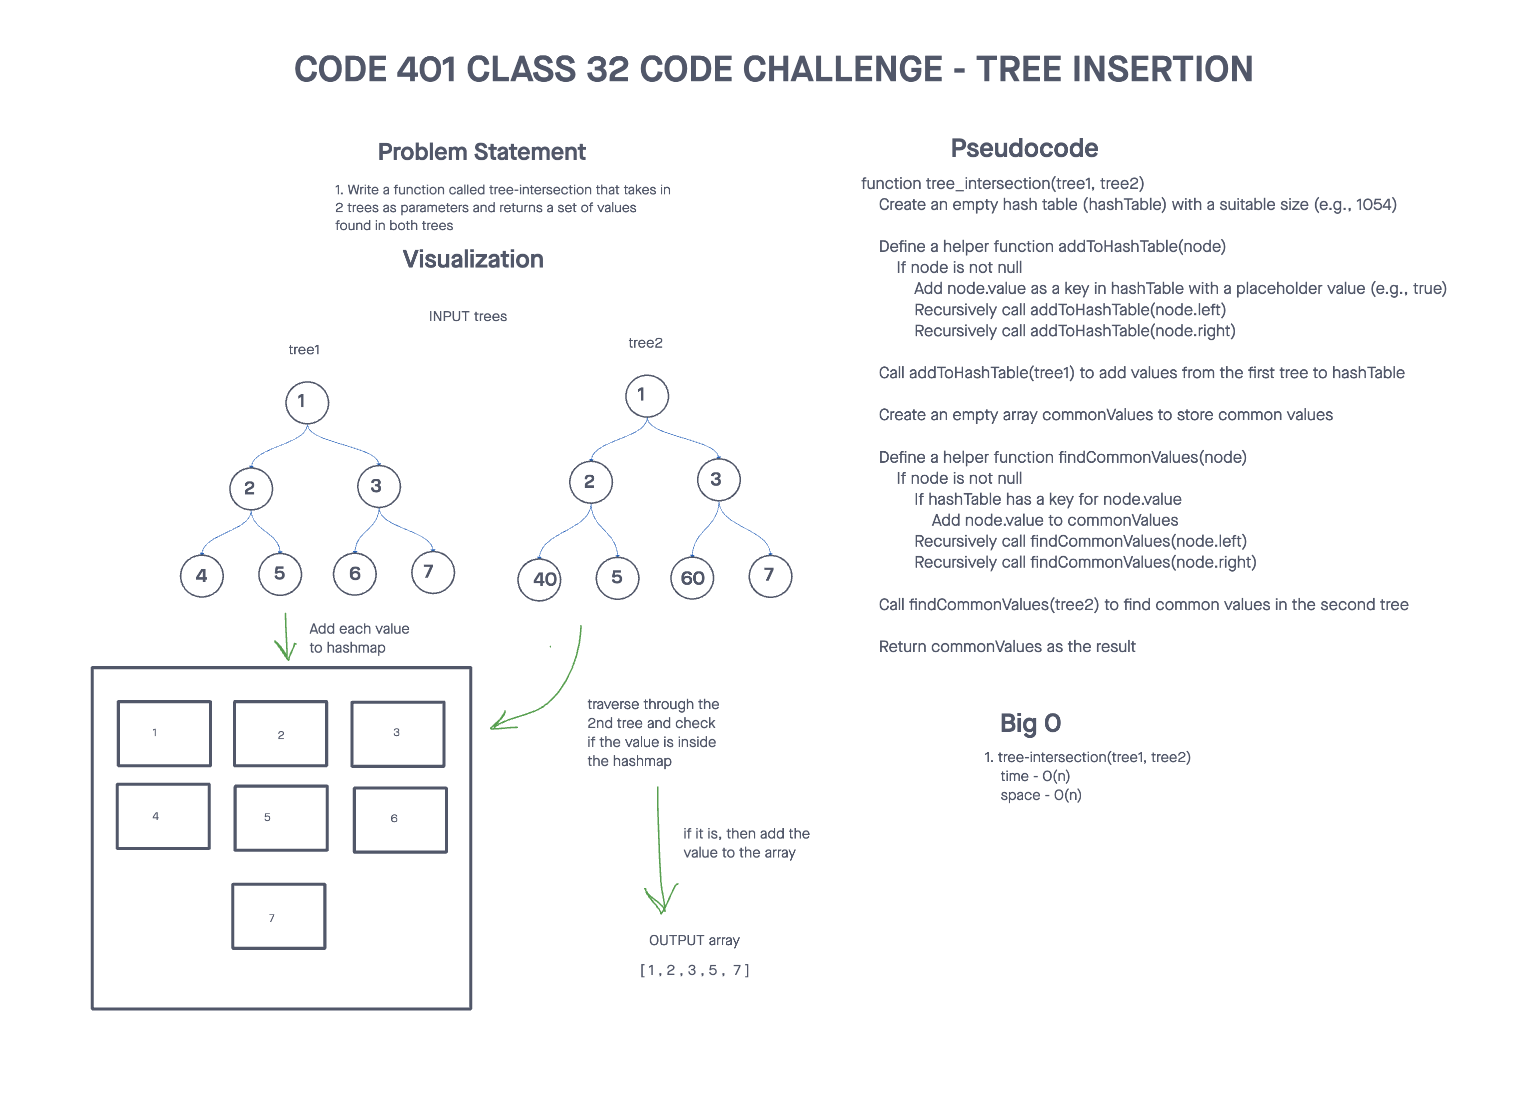 CODE 401 CLASS 32 CODE CHALLENGE - TREE INSERTION
Problem Statement
1. Write a function called tree-intersection that takes in
2 trees as parameters and returns a set of values
found in both trees
Visualization
INPUT trees
tree1
1
2
3
4
5
6
7
tree2
1
2
3
40
5
60
7
Add each value
to hashmap
1
2
3
4
5
6
7
traverse through the
2nd tree and check
if the value is inside
the hashmap
if it is, then add the
value to the array
OUTPUT array
[1,2,3,5, 7]
Pseudocode
function tree_intersection(tree1, tree2)
Create an empty hash table (hashTable) with a suitable size (e.g., 1054)
Define a helper function addToHashTable(node)
If node is not null
Add node.value as a key in hashTable with a placeholder value (e.g., true)
Recursively call addToHashTable(node.left)
Recursively call addToHashTable(node.right)
Call addToHashTable(tree1) to add values from the first tree to hashTable
Create an empty array commonValues to store common values
Define a helper function findCommonValues(node)
If node is not null
If hashTable has a key for node.value
Add node.value to commonValues
Recursively call findCommonValues(node.left)
Recursively call findCommonValues(node.right)
Call findCommonValues(tree2) to find common values in the second tree
Return commonValues as the result
Big O
1. tree-intersection(tree1, tree2)
time - O(n)
space - O(n)